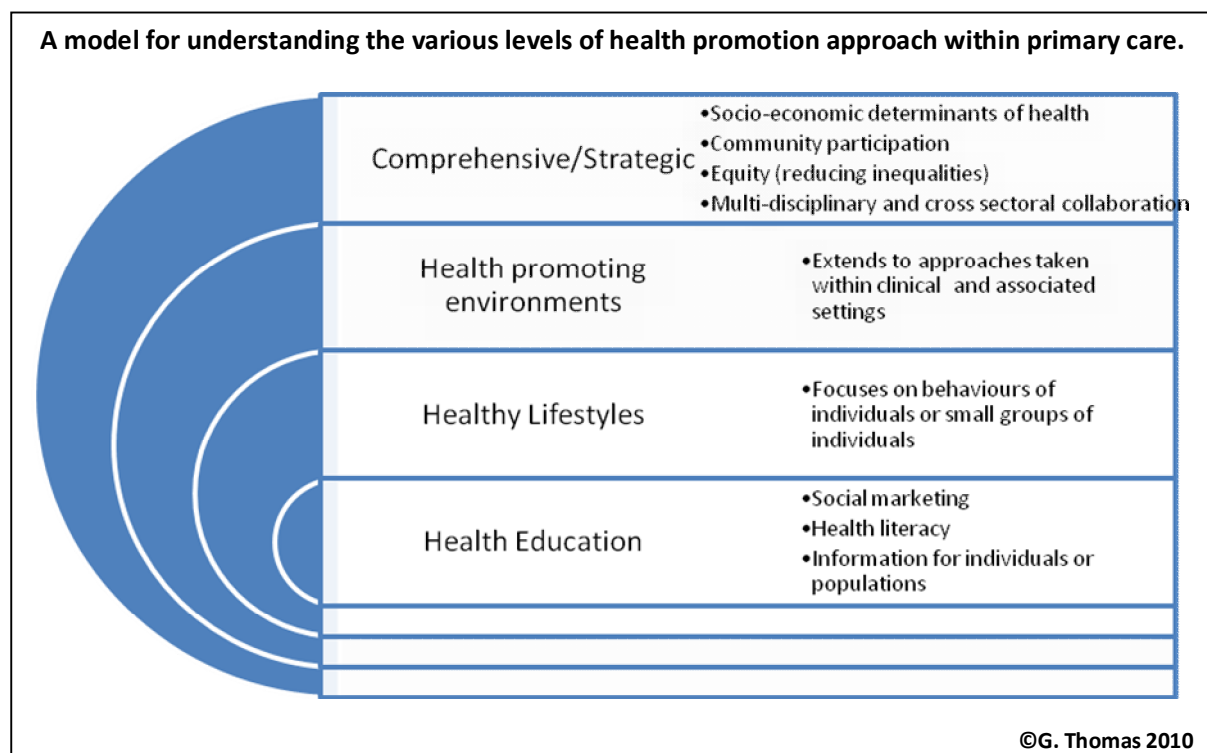 A model for understanding the various levels of health promotion approach within primary care.
Comprehensive/Strategic
•Socio-economic determinants of health
•Community participation
•Equity (reducing inequalities)
•Multi-disciplinary and cross sectoral collaboration
Health promoting
environments
•Extends to approaches taken
within clinical and associated
settings
Healthy Lifestyles
•Focuses on behaviours of
individuals or small groups of
individuals
Health Education
•Social marketing
•Health literacy
•Information for individuals or
populations
©G. Thomas 2010